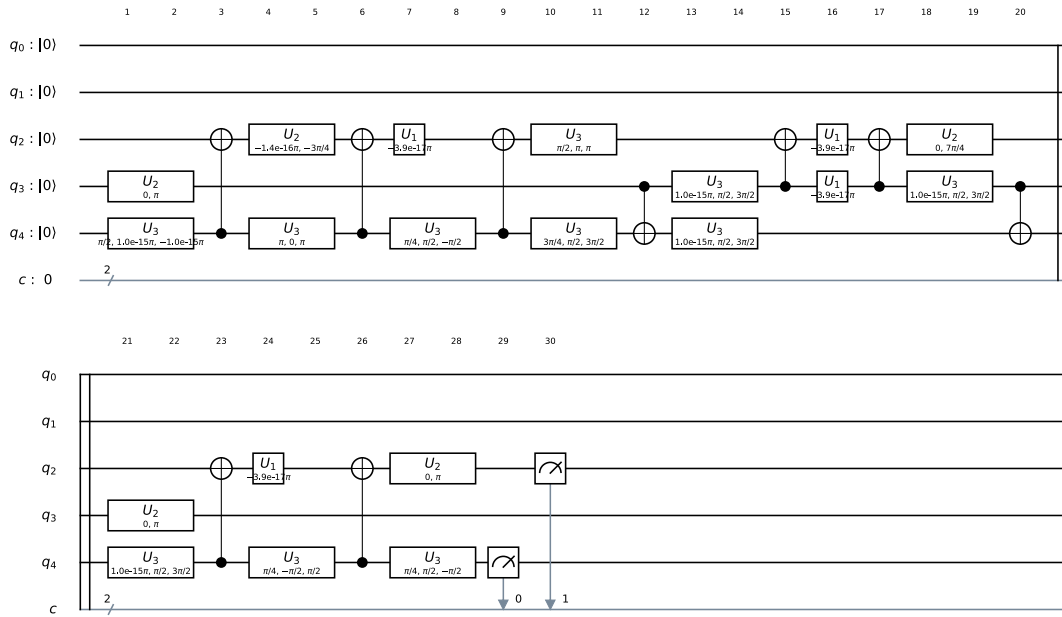 1 2 3 4 5 6 7 8 9 10 11 12 13 14 15 16 17 18 19 20
q0 : |0⟩
q1 : |0⟩
q2 : |0⟩ U2 U1 U3 U1 U2
−1.4e-16π, −3π/4 −3.9e-17π π/2, π, π −3.9e-17π 0, 7π/4
q3 : |0⟩ U2 U3 U1 U3
0, π 1.0e-15π, π/2, 3π/2 −3.9e-17π 1.0e-15π, π/2, 3π/2
q4 : |0⟩ U3 U3 U3 U3 U3
π/2, 1.0e-15π, −1.0e-15π π, 0, π π/4, π/2, −π/2 3π/4, π/2, 3π/2 1.0e-15π, π/2, 3π/2
2
c : 0
21 22 23 24 25 26 27 28 29 30
q0
q1
q2 U1 U2
−3.9e-17π 0, π
q3 U2
0, π
q4 U3 U3 U3
1.0e-15π, π/2, 3π/2 π/4, −π/2, π/2 π/4, π/2, −π/2
2 0 1
c